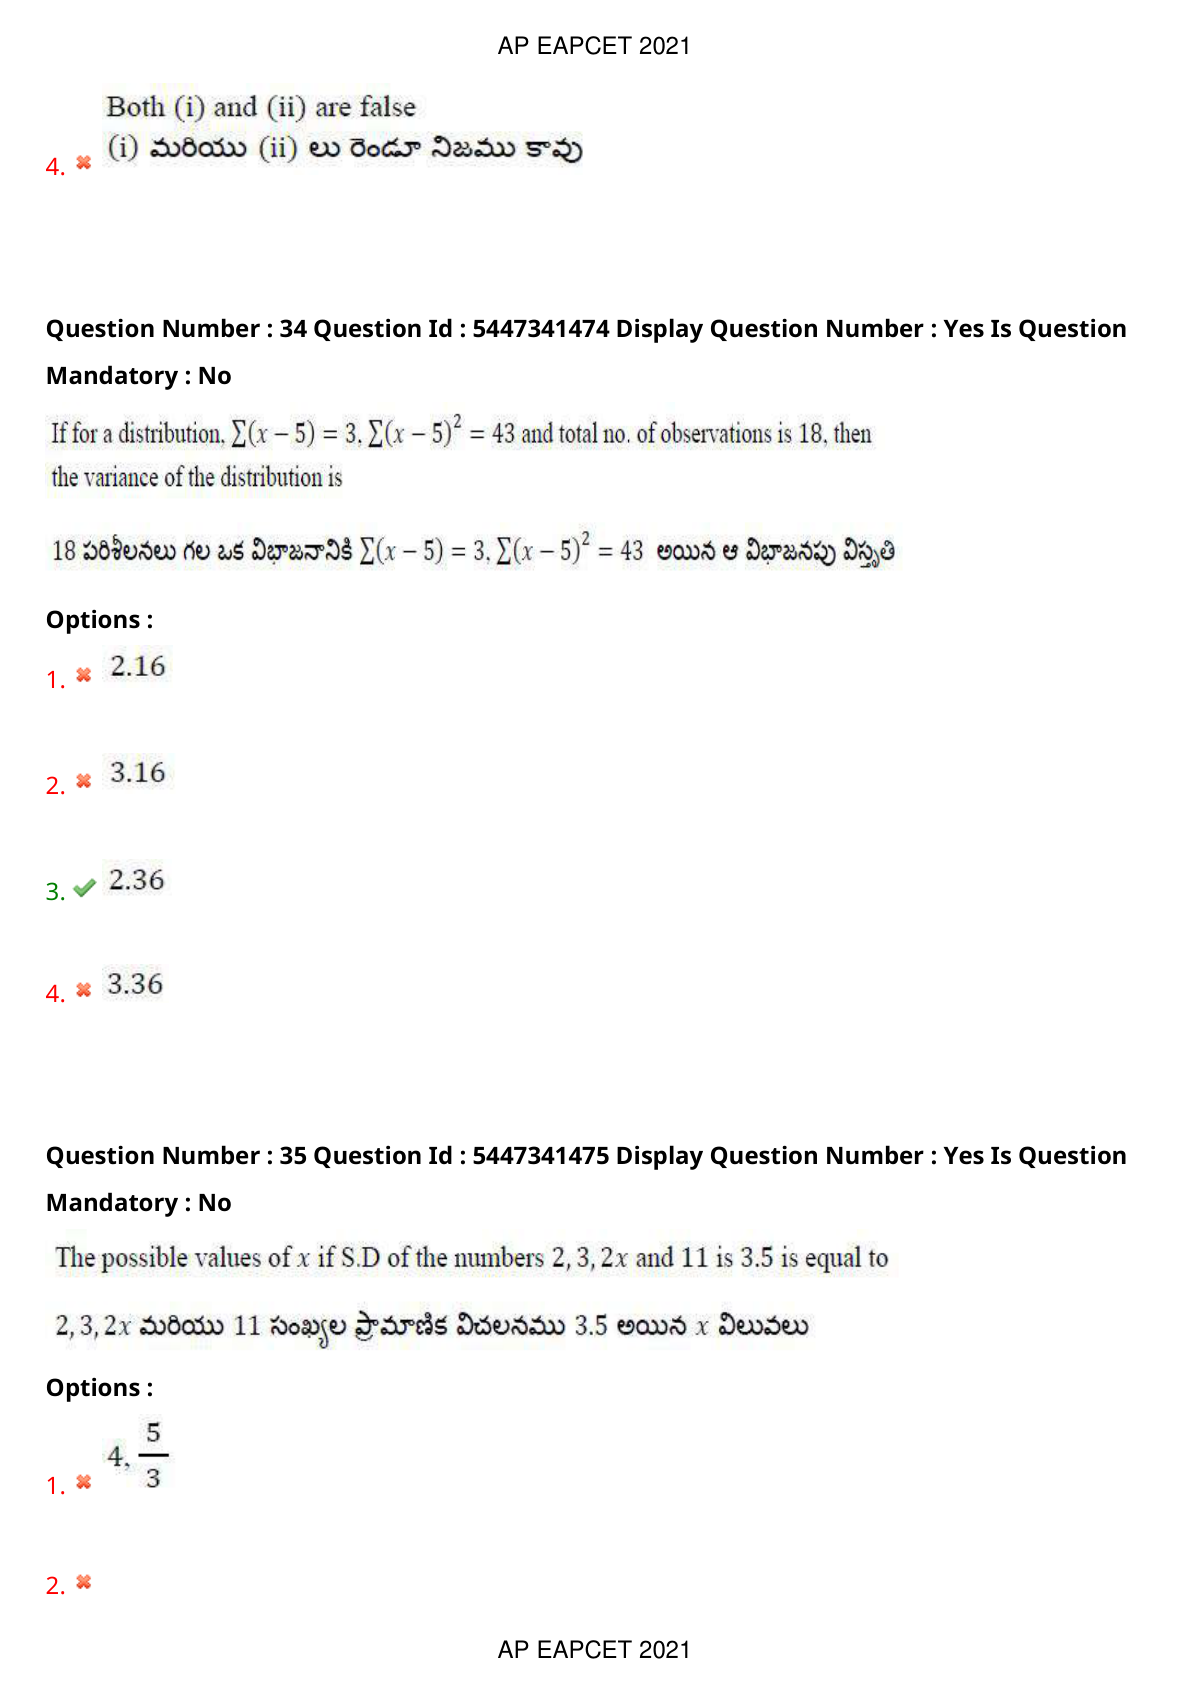 AP EAPCET 2021
Both (i) and (ii) are false
(i) మరియు (ii) లు రెండూ నిజము కావు
4.
Question Number : 34 Question Id : 5447341474 Display Question Number : Yes Is Question
Mandatory : No
If for a distribution, ∑(x − 5) = 3, ∑(x − 5)² = 43 and total no. of observations is 18, then
the variance of the distribution is
18 పరిశీలనలు గల ఒక విభాజనానికి ∑(x − 5) = 3, ∑(x − 5)² = 43 అయిన ఆ విభాజనపు విస్తృతి
Options :
1. 2.16
2. 3.16
3. 2.36
4. 3.36
Question Number : 35 Question Id : 5447341475 Display Question Number : Yes Is Question
Mandatory : No
The possible values of x if S.D of the numbers 2, 3, 2x and 11 is 3.5 is equal to
2, 3, 2x మరియు 11 సంఖ్యల ప్రామాణిక విచలనము 3.5 అయిన x విలువలు
Options :
1. 4, 5/3
2.
AP EAPCET 2021